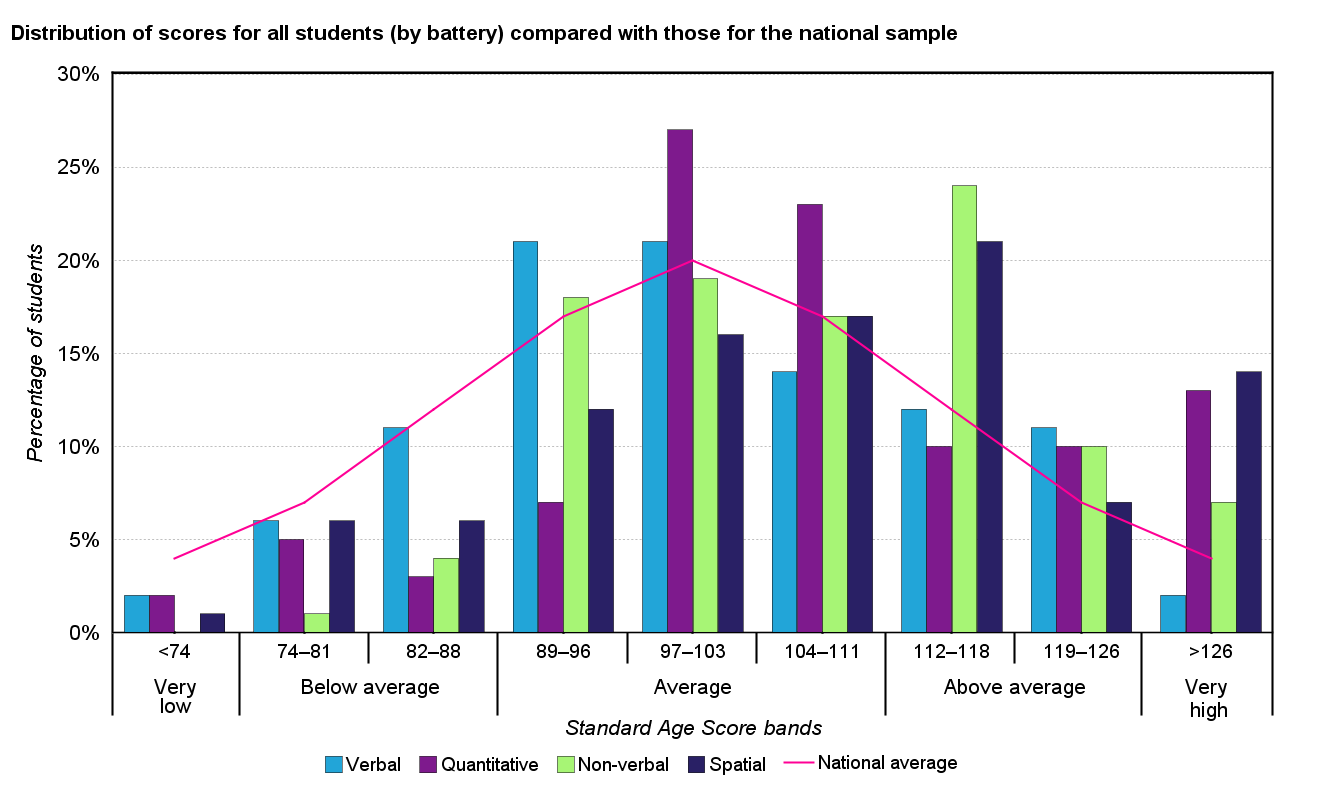 Distribution of scores for all students (by battery) compared with those for the national sample
30%
25%
20%
15%
10%
5%
0%
Percentage of students
<74 74–81 82–88 89–96 97–103 104–111 112–118 119–126 >126
Very low Below average Average Above average Very high
Standard Age Score bands
Verbal Quantitative Non-verbal Spatial National average